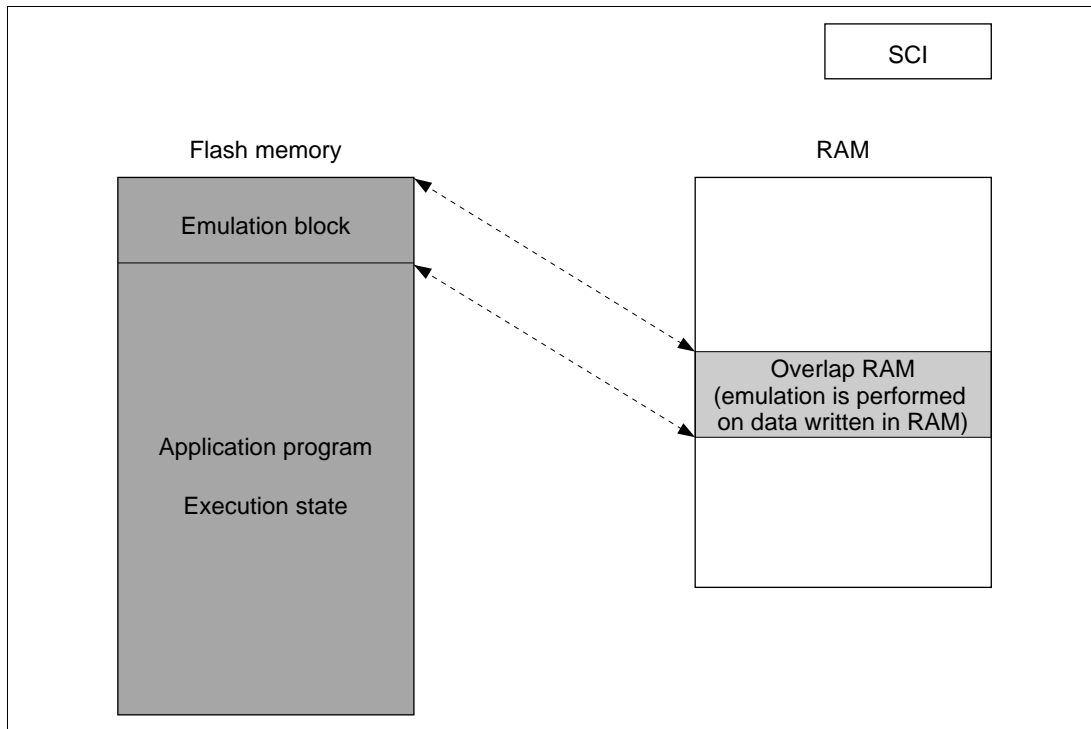 SCI
Flash memory
RAM
Emulation block
Overlap RAM
(emulation is performed
on data written in RAM)
Application program
Execution state